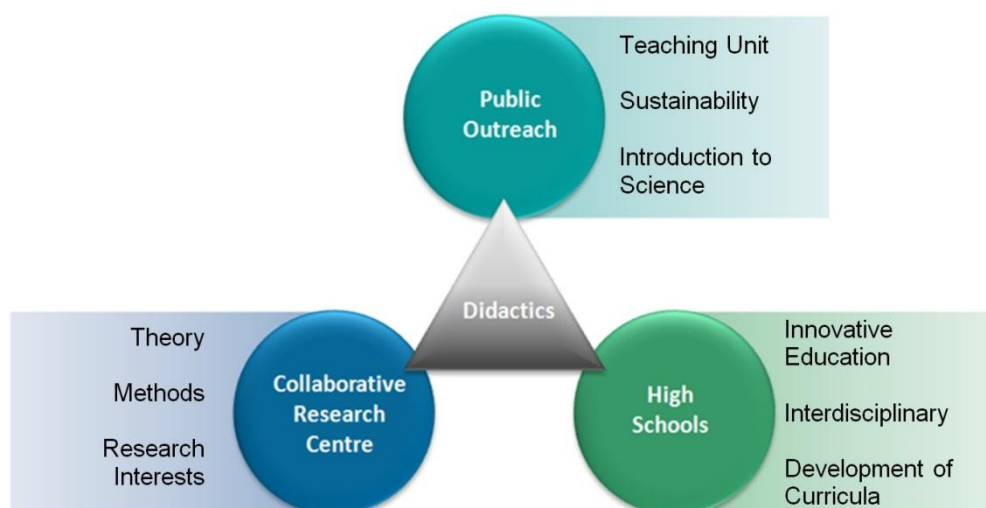 Public
Outreach
Teaching Unit
Sustainability
Introduction to
Science
Didactics
Theory
Methods
Research
Interests
Collaborative
Research
Centre
High
Schools
Innovative
Education
Interdisciplinary
Development of
Curricula